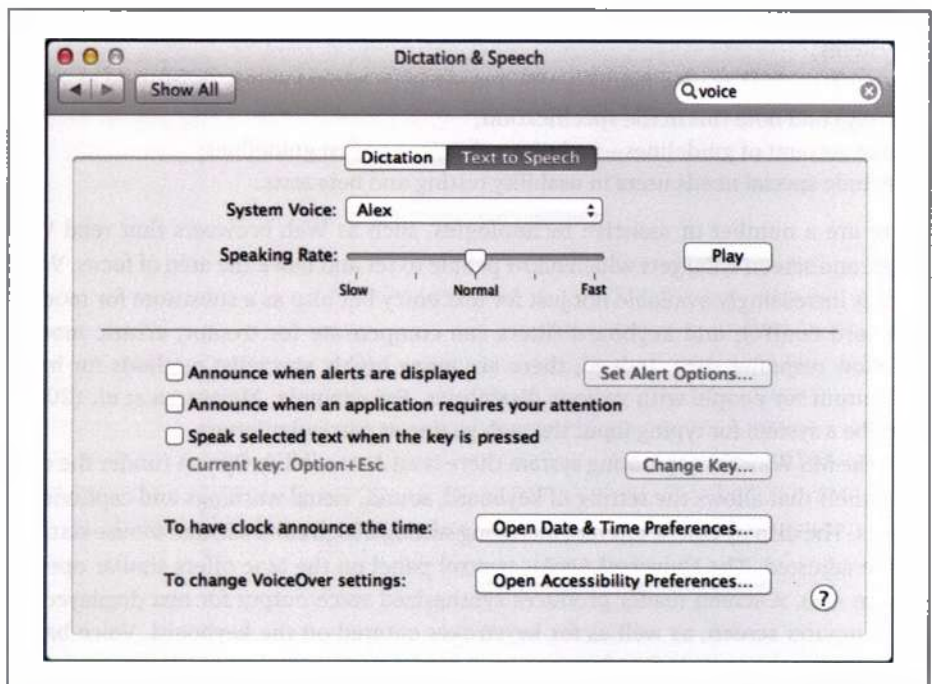 Dictation & Speech
Show All
voice
Dictation Text to Speech
System Voice: Alex
Speaking Rate: Play
Slow Normal Fast
Announce when alerts are displayed Set Alert Options...
Announce when an application requires your attention
Speak selected text when the key is pressed
Current key: Option+Esc Change Key...
To have clock announce the time: Open Date & Time Preferences...
To change VoiceOver settings: Open Accessibility Preferences...
?